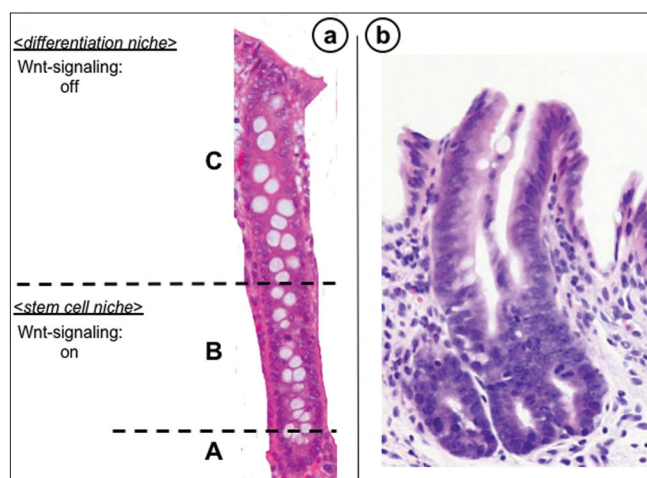 <differentiation niche>
Wnt-signaling:
off
C
<stem cell niche>
Wnt-signaling:
on
B
A
a
b